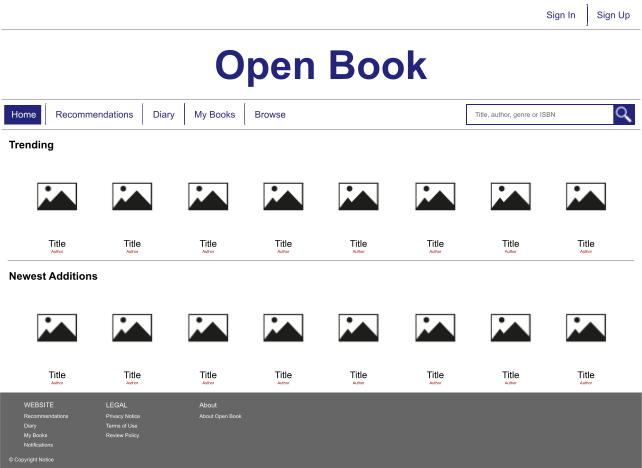 Sign In Sign Up
Open Book
Home Recommendations Diary My Books Browse Title, author, genre or ISBN
Trending
Title Title Title Title Title Title Title Title
Author Author Author Author Author Author Author Author
Newest Additions
Title Title Title Title Title Title Title Title
Author Author Author Author Author Author Author Author
WEBSITE LEGAL About
Recommendations Privacy Notice About Open Book
Diary Terms of Use
My Books Review Policy
Notifications
© Copyright Notice